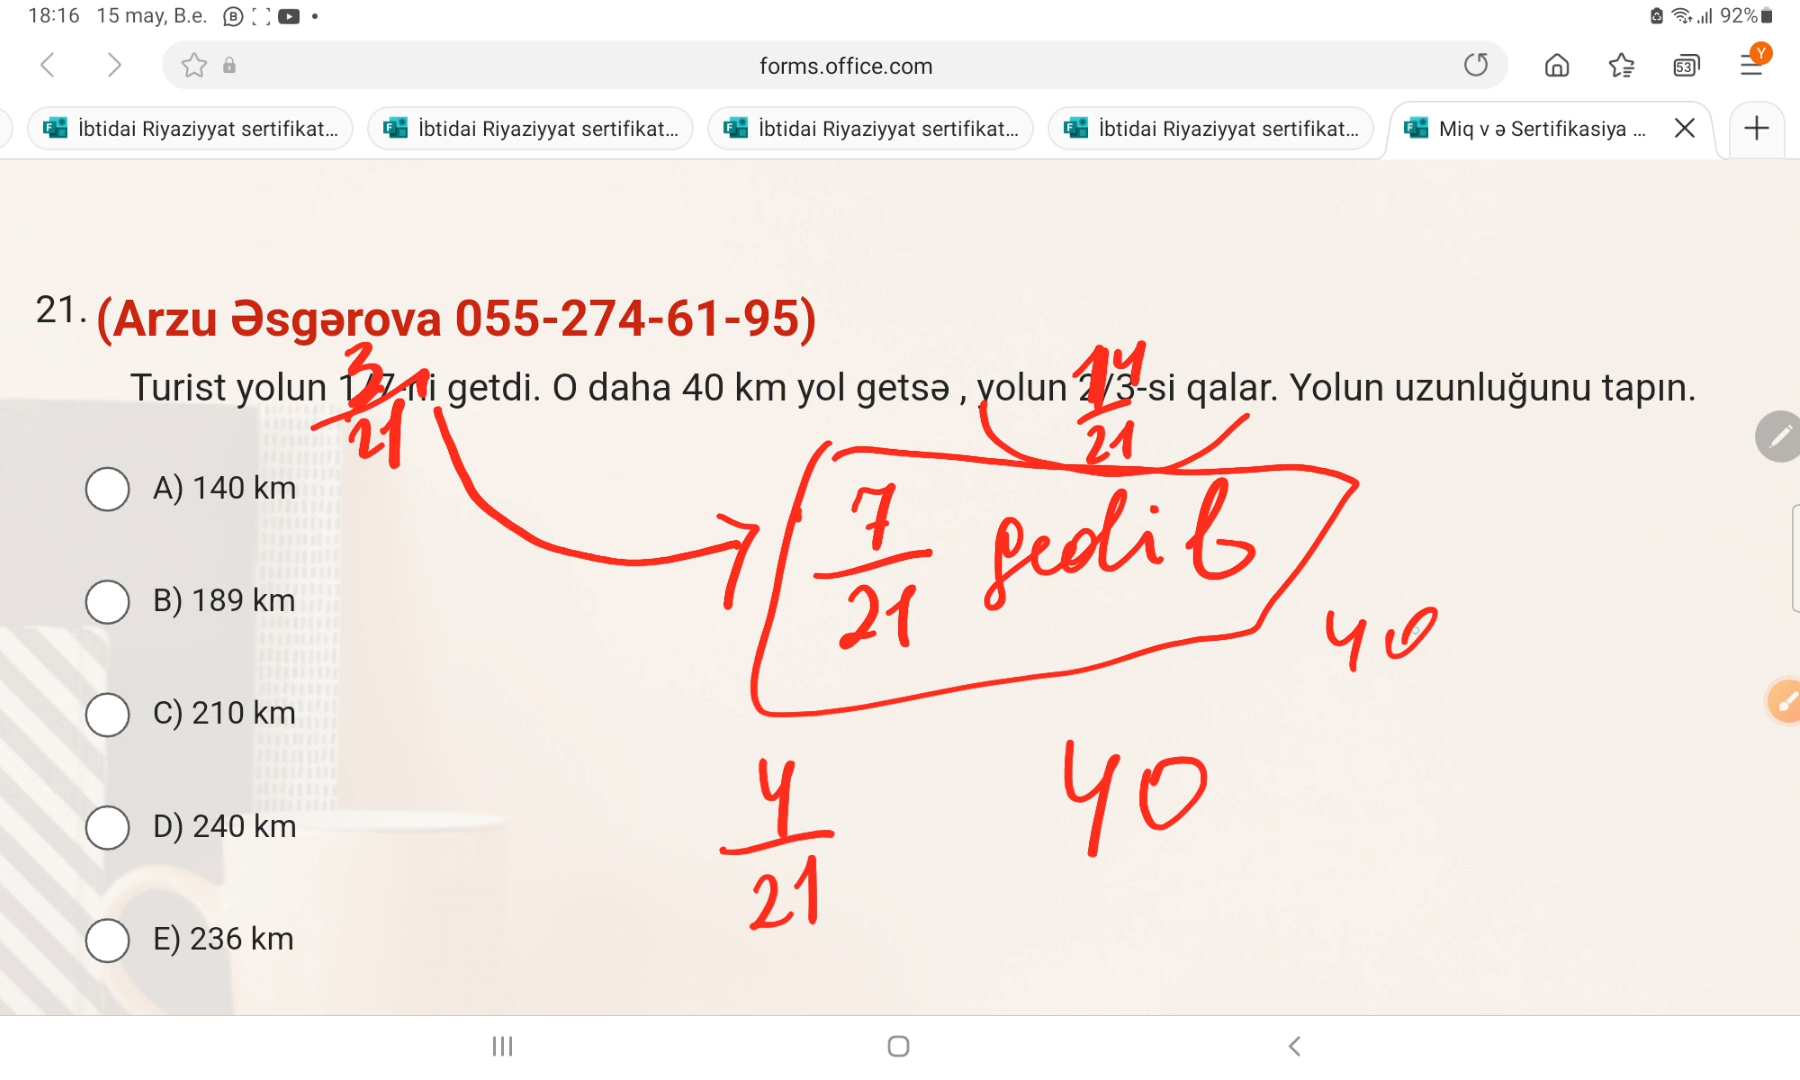 18:16 15 may, B.e.
92%
forms.office.com
53
Y
İbtidai Riyaziyyat sertifikat...
İbtidai Riyaziyyat sertifikat...
İbtidai Riyaziyyat sertifikat...
İbtidai Riyaziyyat sertifikat...
Miq v ə Sertifikasiya ...
21. (Arzu Əsgərova 055-274-61-95)
Turist yolun 1/7-ni getdi. O daha 40 km yol getsə , yolun 2/3-si qalar. Yolun uzunluğunu tapın.
3/21
14/21
A) 140 km
7/21 gedib
B) 189 km
40
C) 210 km
4/21 40
D) 240 km
E) 236 km